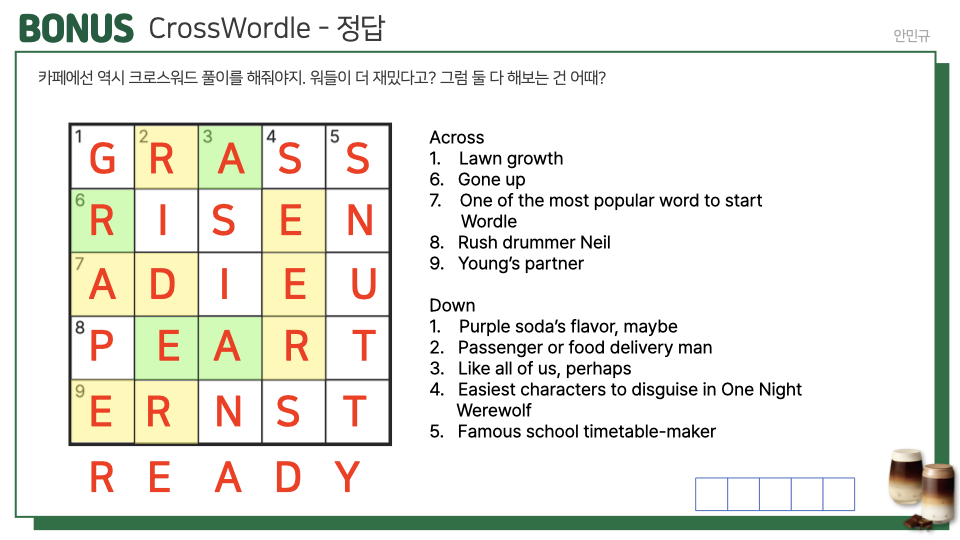 BONUS CrossWordle - 정답
안민규
카페에선 역시 크로스워드 풀이를 해줘야지. 워들이 더 재밌다고? 그럼 둘 다 해보는 건 어때?
1 G 2 R 3 A 4 S 5 S
6 R I S E N
7 A D I E U
8 P E A R T
9 E R N S T
R E A D Y
Across
1. Lawn growth
6. Gone up
7. One of the most popular word to start
Wordle
8. Rush drummer Neil
9. Young's partner
Down
1. Purple soda's flavor, maybe
2. Passenger or food delivery man
3. Like all of us, perhaps
4. Easiest characters to disguise in One Night
Werewolf
5. Famous school timetable-maker